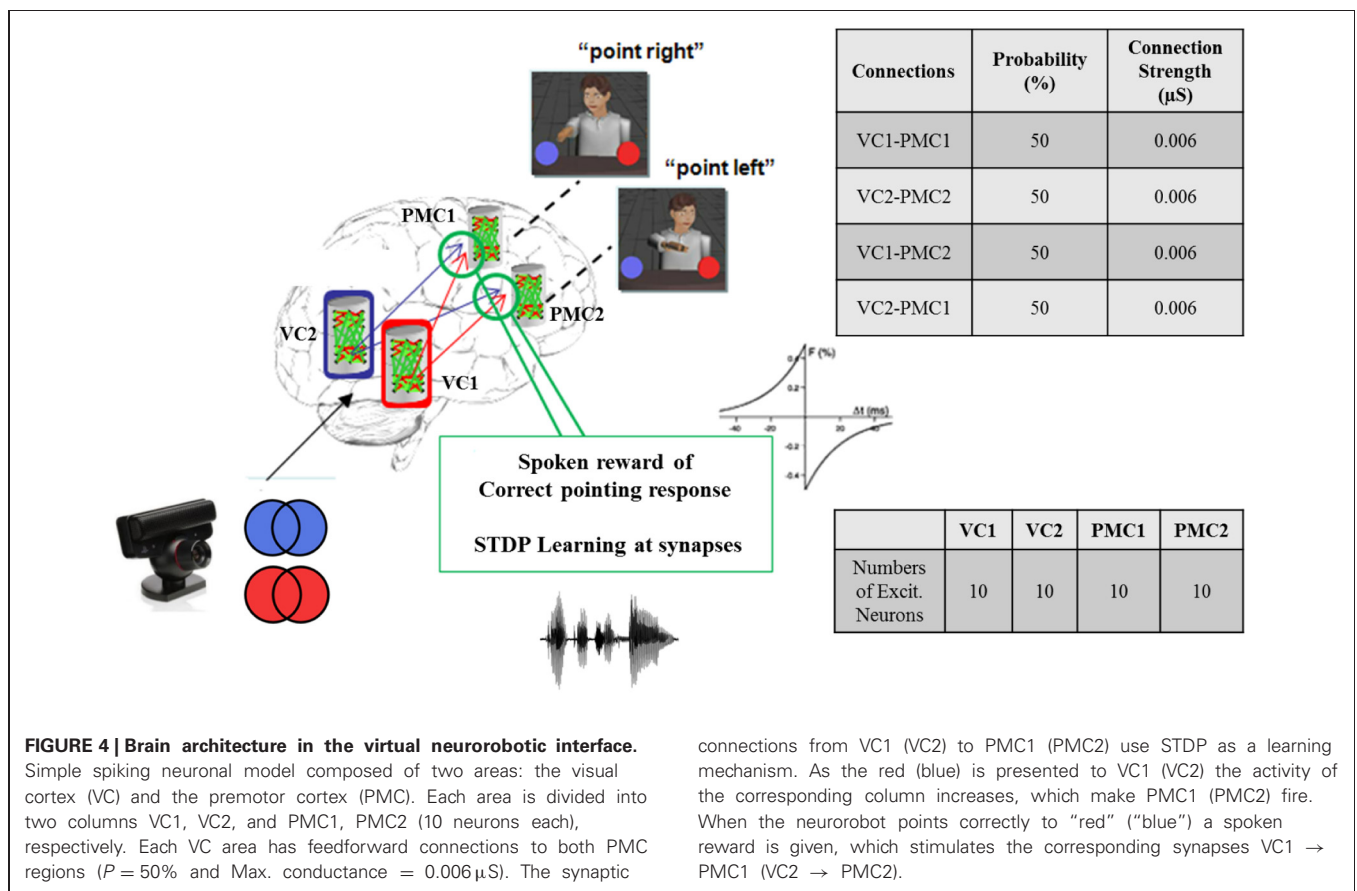 "point right"
"point left"
PMC1
PMC2
VC2
VC1
Spoken reward of
Correct pointing response
STDP Learning at synapses
Connections Probability (%) Connection Strength (µS)
VC1-PMC1 50 0.006
VC2-PMC2 50 0.006
VC1-PMC2 50 0.006
VC2-PMC1 50 0.006
F (%)
0.4
0.2
Δt (ms)
-40 -20 20 40
-0.2
-0.4
VC1 VC2 PMC1 PMC2
Numbers of Excit. Neurons 10 10 10 10
FIGURE 4 | Brain architecture in the virtual neurorobotic interface.
Simple spiking neuronal model composed of two areas: the visual
cortex (VC) and the premotor cortex (PMC). Each area is divided into
two columns VC1, VC2, and PMC1, PMC2 (10 neurons each),
respectively. Each VC area has feedforward connections to both PMC
regions (P = 50% and Max. conductance = 0.006 µS). The synaptic
connections from VC1 (VC2) to PMC1 (PMC2) use STDP as a learning
mechanism. As the red (blue) is presented to VC1 (VC2) the activity of
the corresponding column increases, which make PMC1 (PMC2) fire.
When the neurorobot points correctly to "red" ("blue") a spoken
reward is given, which stimulates the corresponding synapses VC1 →
PMC1 (VC2 → PMC2).